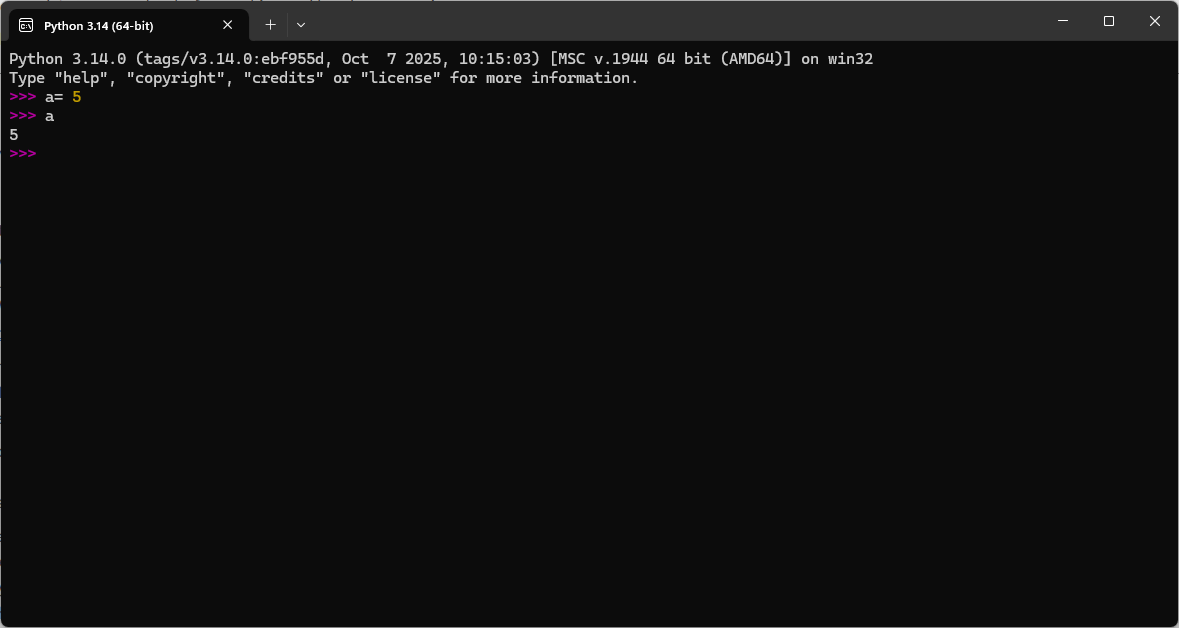 Python 3.14 (64-bit)
Python 3.14.0 (tags/v3.14.0:ebf955d, Oct  7 2025, 10:15:03) [MSC v.1944 64 bit (AMD64)] on win32
Type "help", "copyright", "credits" or "license" for more information.
>>> a= 5
>>> a
5
>>>